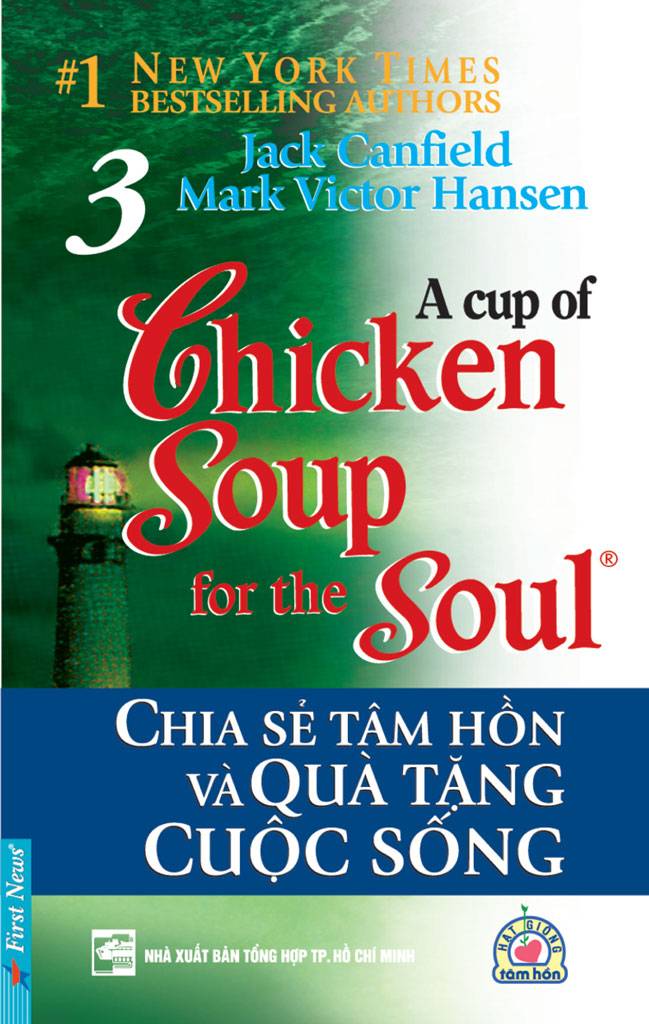 #1 NEW YORK TIMES
BESTSELLING AUTHORS
3
Jack Canfield
Mark Victor Hansen
A cup of
Chicken
Soup
for the Soul®
CHIA SẺ TÂM HỒN
VÀ QUÀ TẶNG
CUỘC SỐNG
First News®
NHÀ XUẤT BẢN TỔNG HỢP TP. HỒ CHÍ MINH
HẠT GIỐNG
tâm hồn